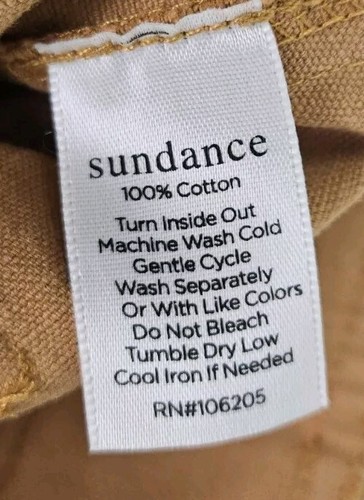 sundance
100% Cotton
Turn Inside Out
Machine Wash Cold
Gentle Cycle
Wash Separately
Or With Like Colors
Do Not Bleach
Tumble Dry Low
Cool Iron If Needed
RN#106205